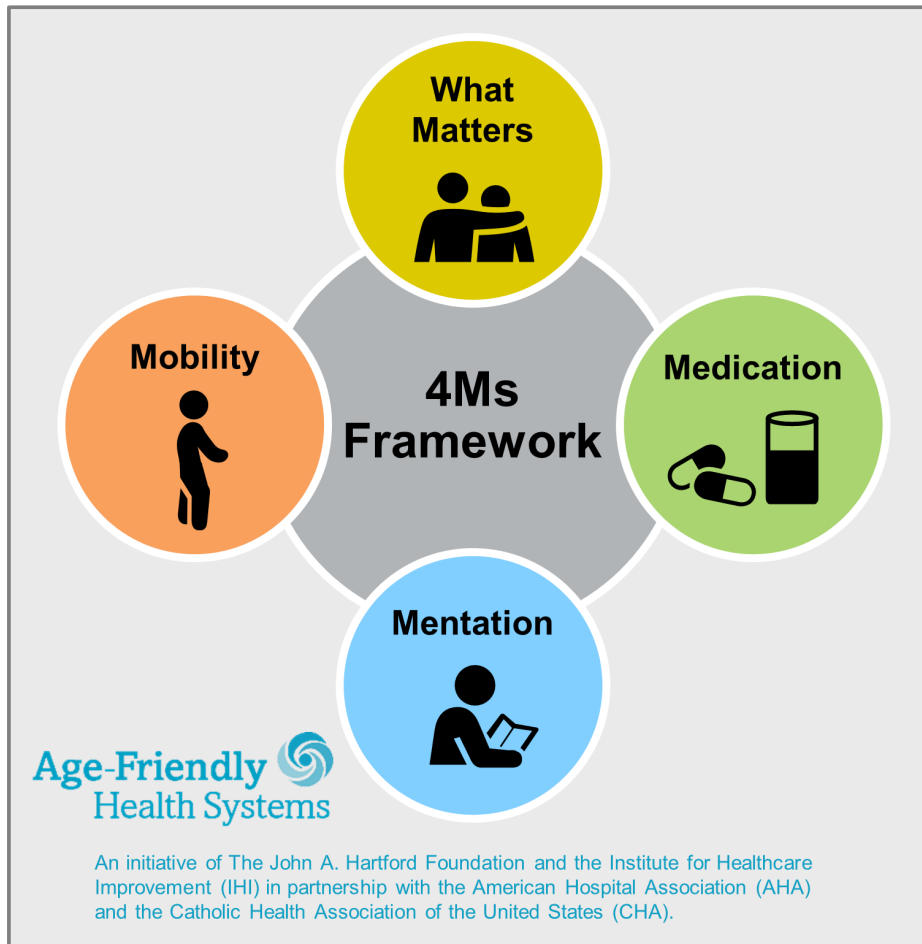 What
Matters
Mobility
4Ms
Framework
Medication
Mentation
Age-Friendly
Health Systems
An initiative of The John A. Hartford Foundation and the Institute for Healthcare
Improvement (IHI) in partnership with the American Hospital Association (AHA)
and the Catholic Health Association of the United States (CHA).